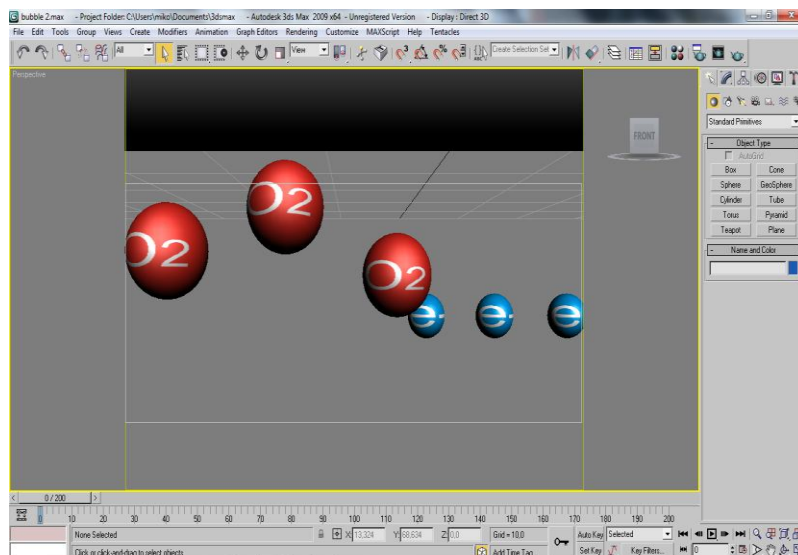 bubble 2.max - Project Folder: C:\Users\miko\Documents\3dsmax - Autodesk 3ds Max 2009 x64 - Unregistered Version - Display : Direct 3D
File Edit Tools Group Views Create Modifiers Animation Graph Editors Rendering Customize MAXScript Help Tentacles
All View Create Selection Set
Perspective
FRONT
Standard Primitives
- Object Type
AutoGrid
Box Cone
Sphere GeoSphere
Cylinder Tube
Torus Pyramid
Teapot Plane
- Name and Color
O2
O2
O2
e-
e-
e
< 0 / 200 >
0 10 20 30 40 50 60 70 80 90 100 110 120 130 140 150 160 170 180 190 200
None Selected X: 13,324 Y: 68,634 Z: 0,0 Grid = 10,0 Auto Key Selected
Click or click-and-drag to select objects Add Time Tag Set Key Key Filters... 0